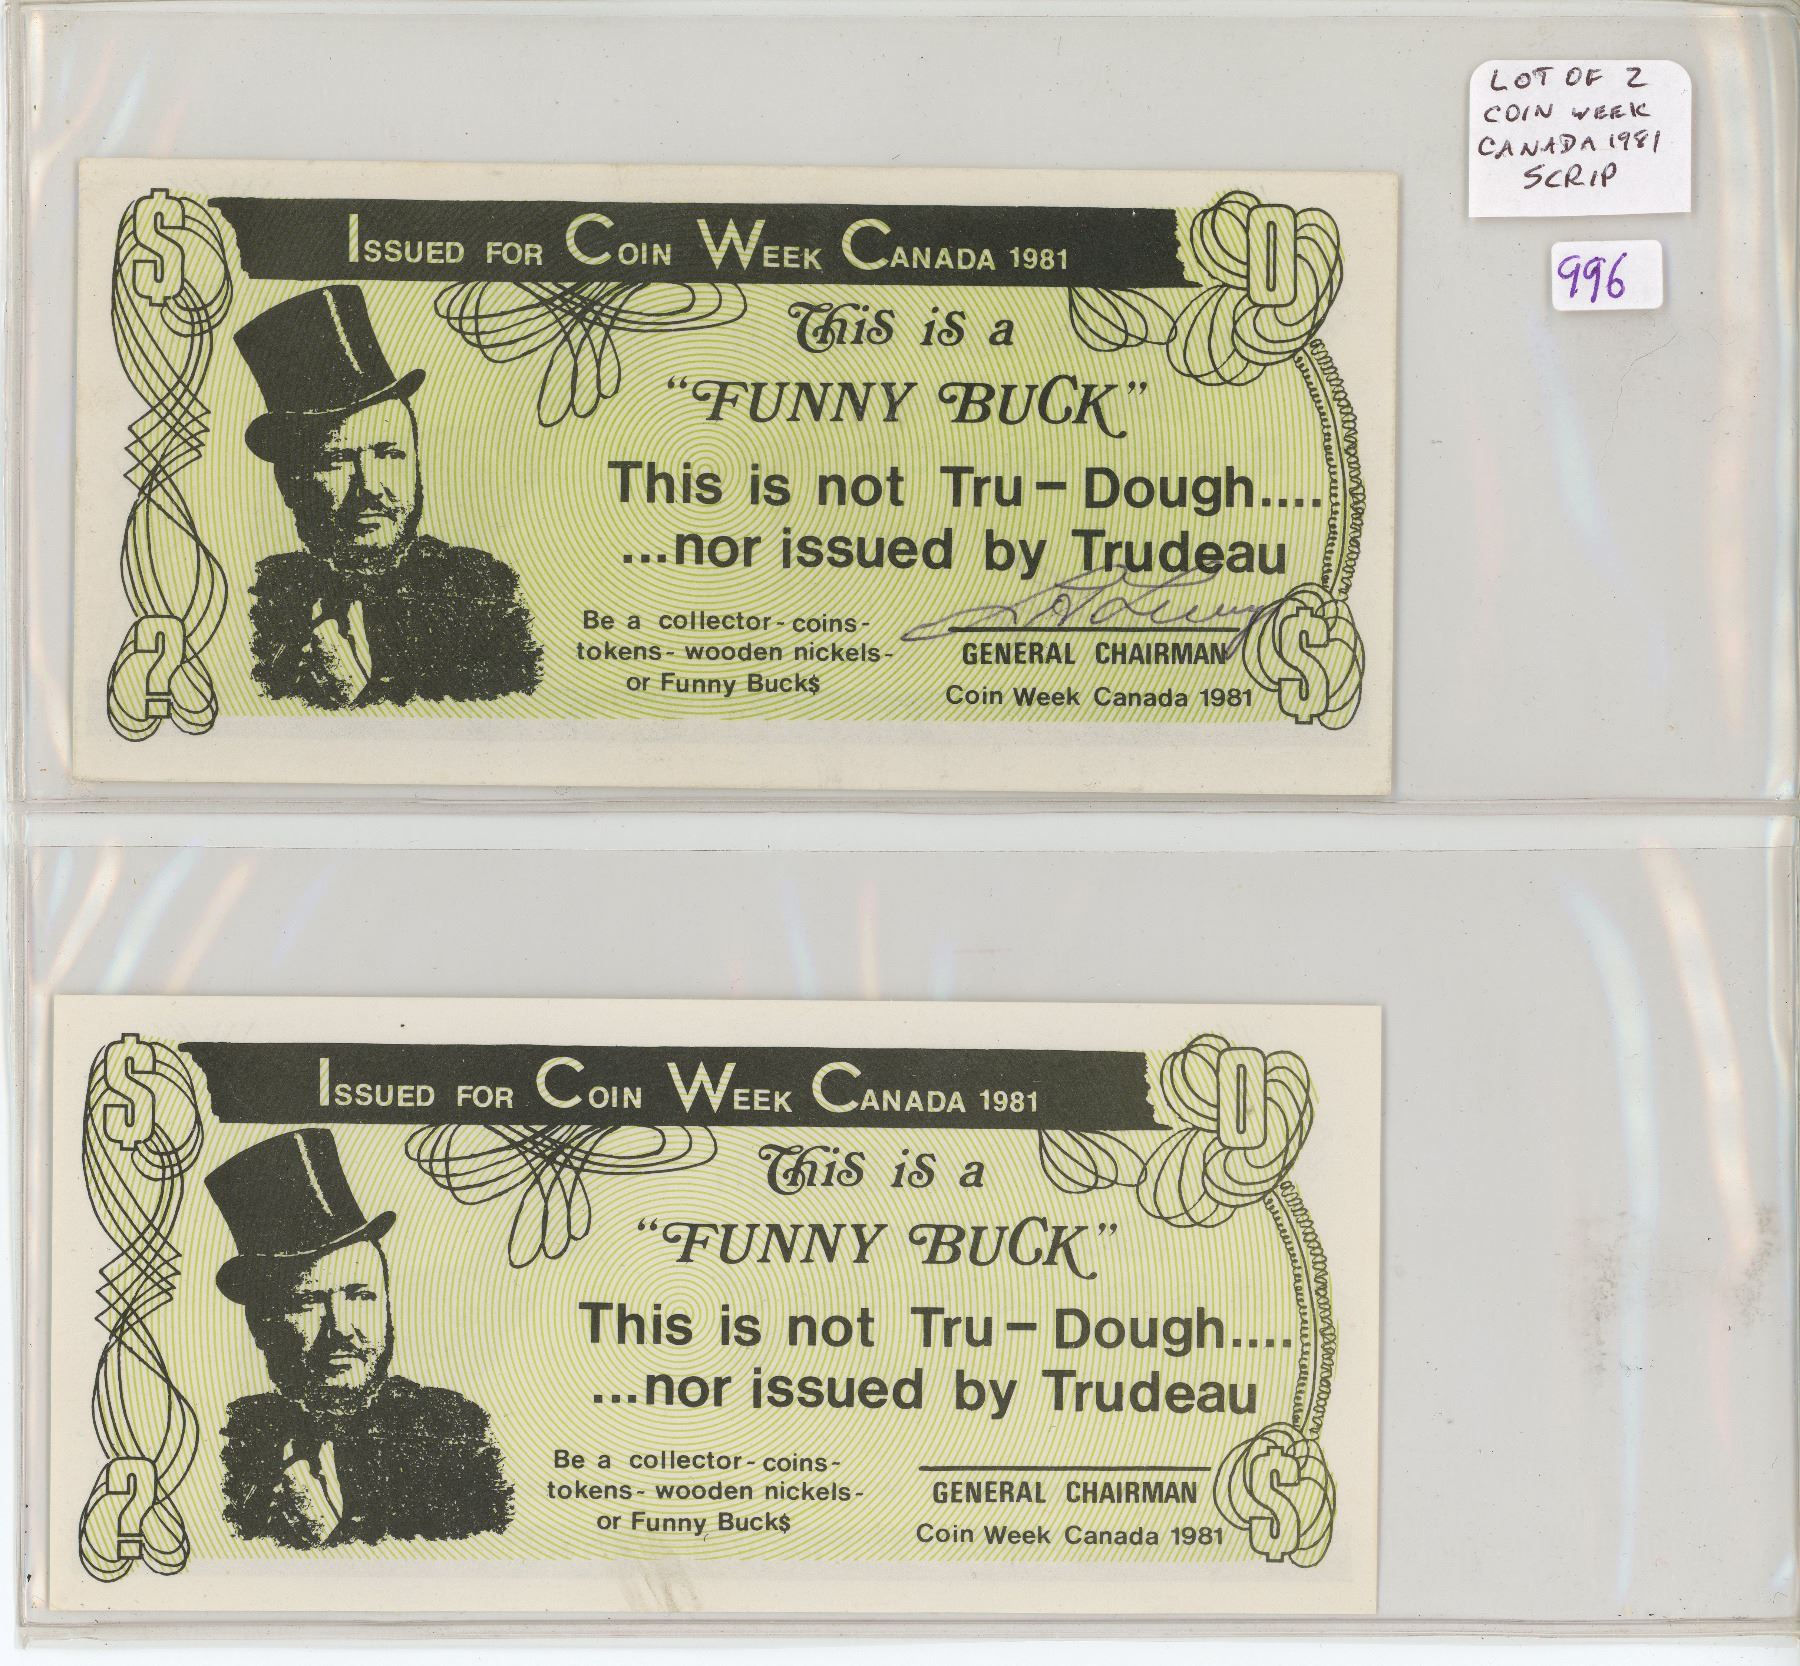 LOT OF 2
COIN WEEK
CANADA 1981
SCRIP
996
$
ISSUED FOR COIN WEEK CANADA 1981
0
This is a
"FUNNY BUCK"
This is not Tru-Dough....
...nor issued by Trudeau
Be a collector-coins-
tokens- wooden nickels-
or Funny Buck$
GENERAL CHAIRMAN
Coin Week Canada 1981
?
$
$
ISSUED FOR COIN WEEK CANADA 1981
0
This is a
"FUNNY BUCK"
This is not Tru-Dough....
...nor issued by Trudeau
Be a collector-coins-
tokens- wooden nickels-
or Funny Buck$
GENERAL CHAIRMAN
Coin Week Canada 1981
?
$